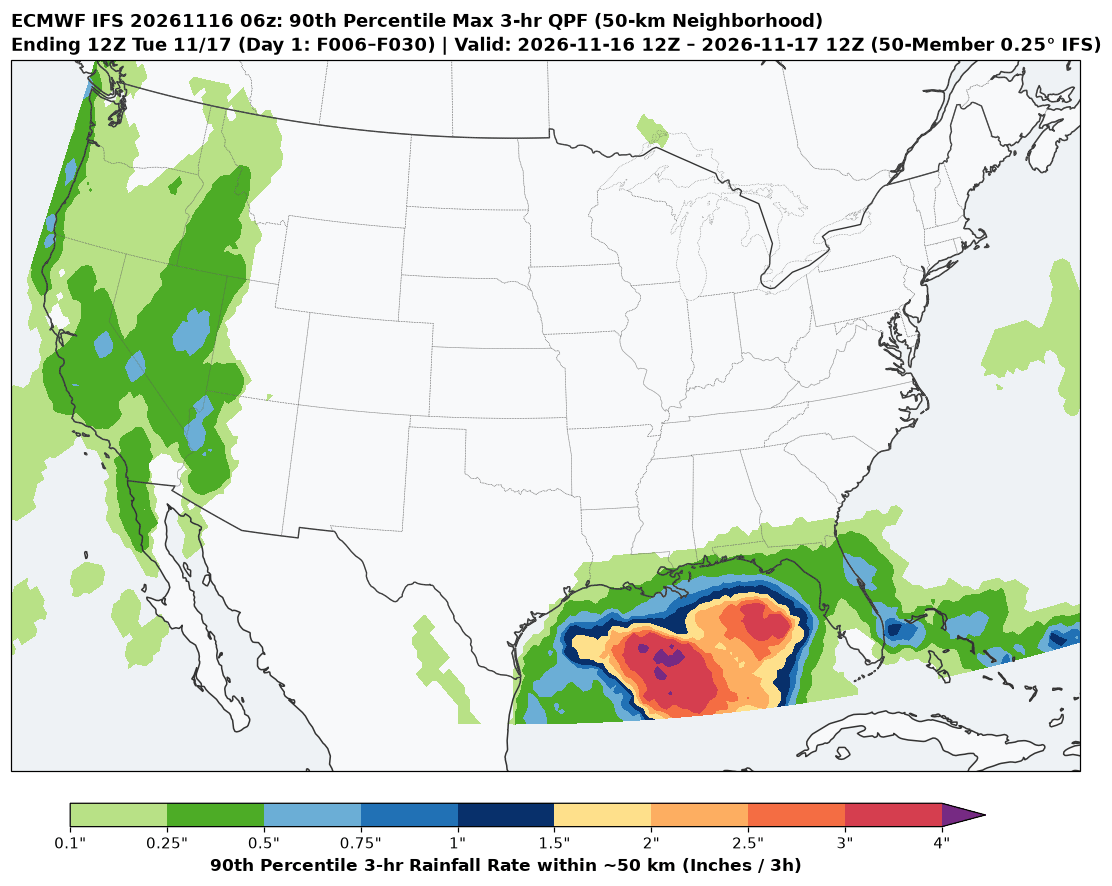 ECMWF IFS 20261116 06z: 90th Percentile Max 3-hr QPF (50-km Neighborhood)
Ending 12Z Tue 11/17 (Day 1: F006–F030) | Valid: 2026-11-16 12Z – 2026-11-17 12Z (50-Member 0.25° IFS)
0.1" 0.25" 0.5" 0.75" 1" 1.5" 2" 2.5" 3" 4"
90th Percentile 3-hr Rainfall Rate within ~50 km (Inches / 3h)